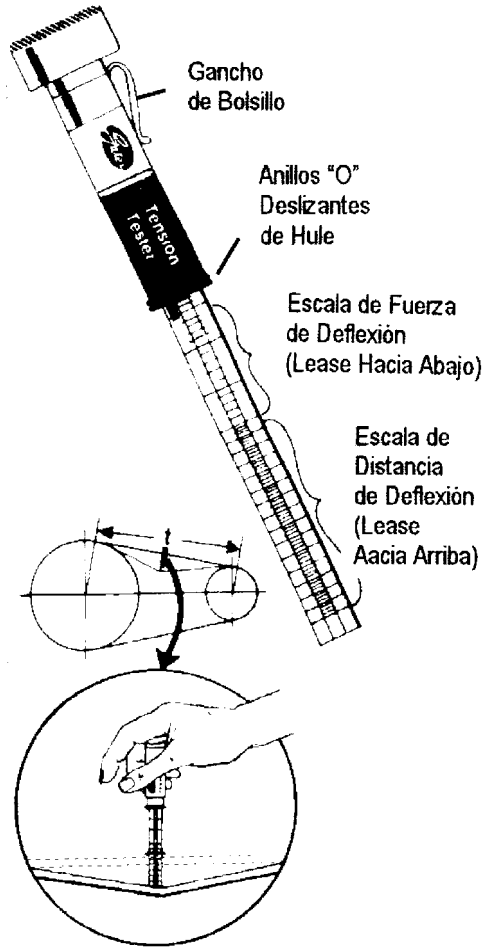 Gancho
de Bolsillo
Gates
Tension
Tester
Anillos "O"
Deslizantes
de Hule
Escala de Fuerza
de Deflexión
(Lease Hacia Abajo)
Escala de
Distancia
de Deflexión
(Lease
Aacia Arriba)
t